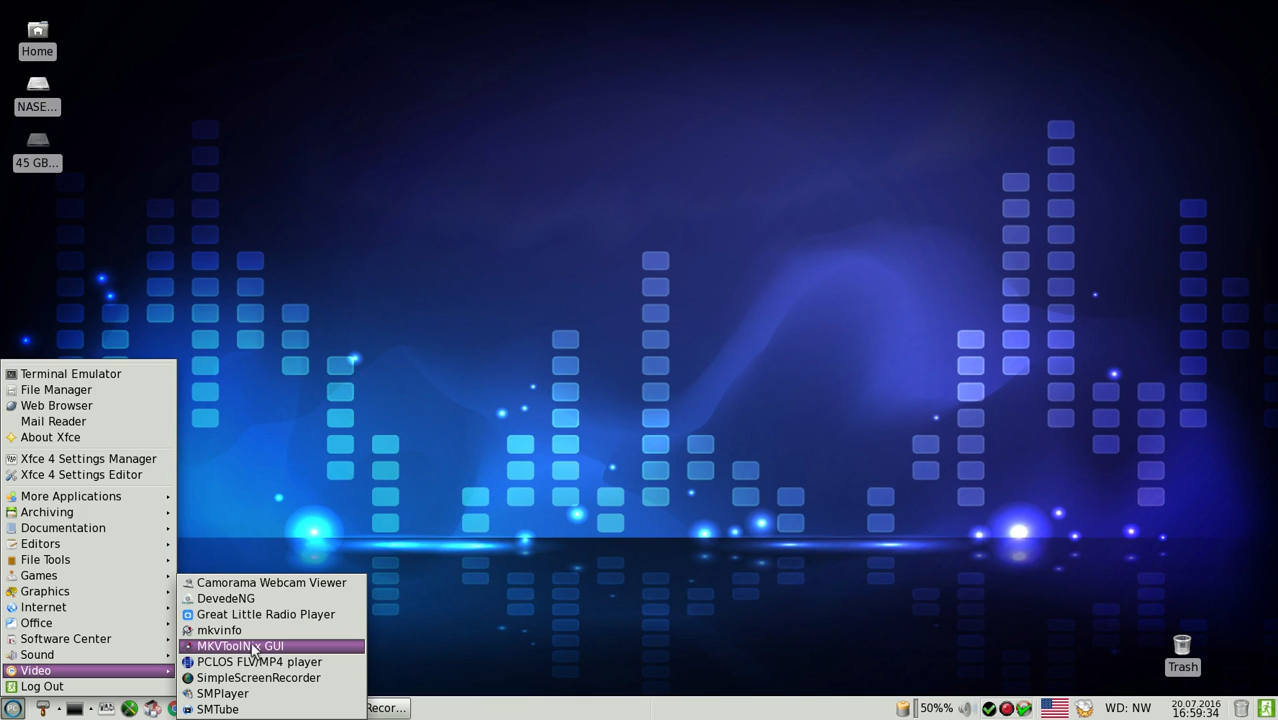 Home
NASE...
45 GB...
Terminal Emulator
File Manager
Web Browser
Mail Reader
About Xfce
Xfce 4 Settings Manager
Xfce 4 Settings Editor
More Applications
Archiving
Documentation
Editors
File Tools
Games
Graphics
Internet
Office
Software Center
Sound
Video
Log Out
Camorama Webcam Viewer
DevedeNG
Great Little Radio Player
mkvinfo
MKVToolNix GUI
PCLOS FLV/MP4 player
SimpleScreenRecorder
SMPlayer
SMTube
Trash
Recor...
50%%
WD: NW
20.07.2016
16:59:34